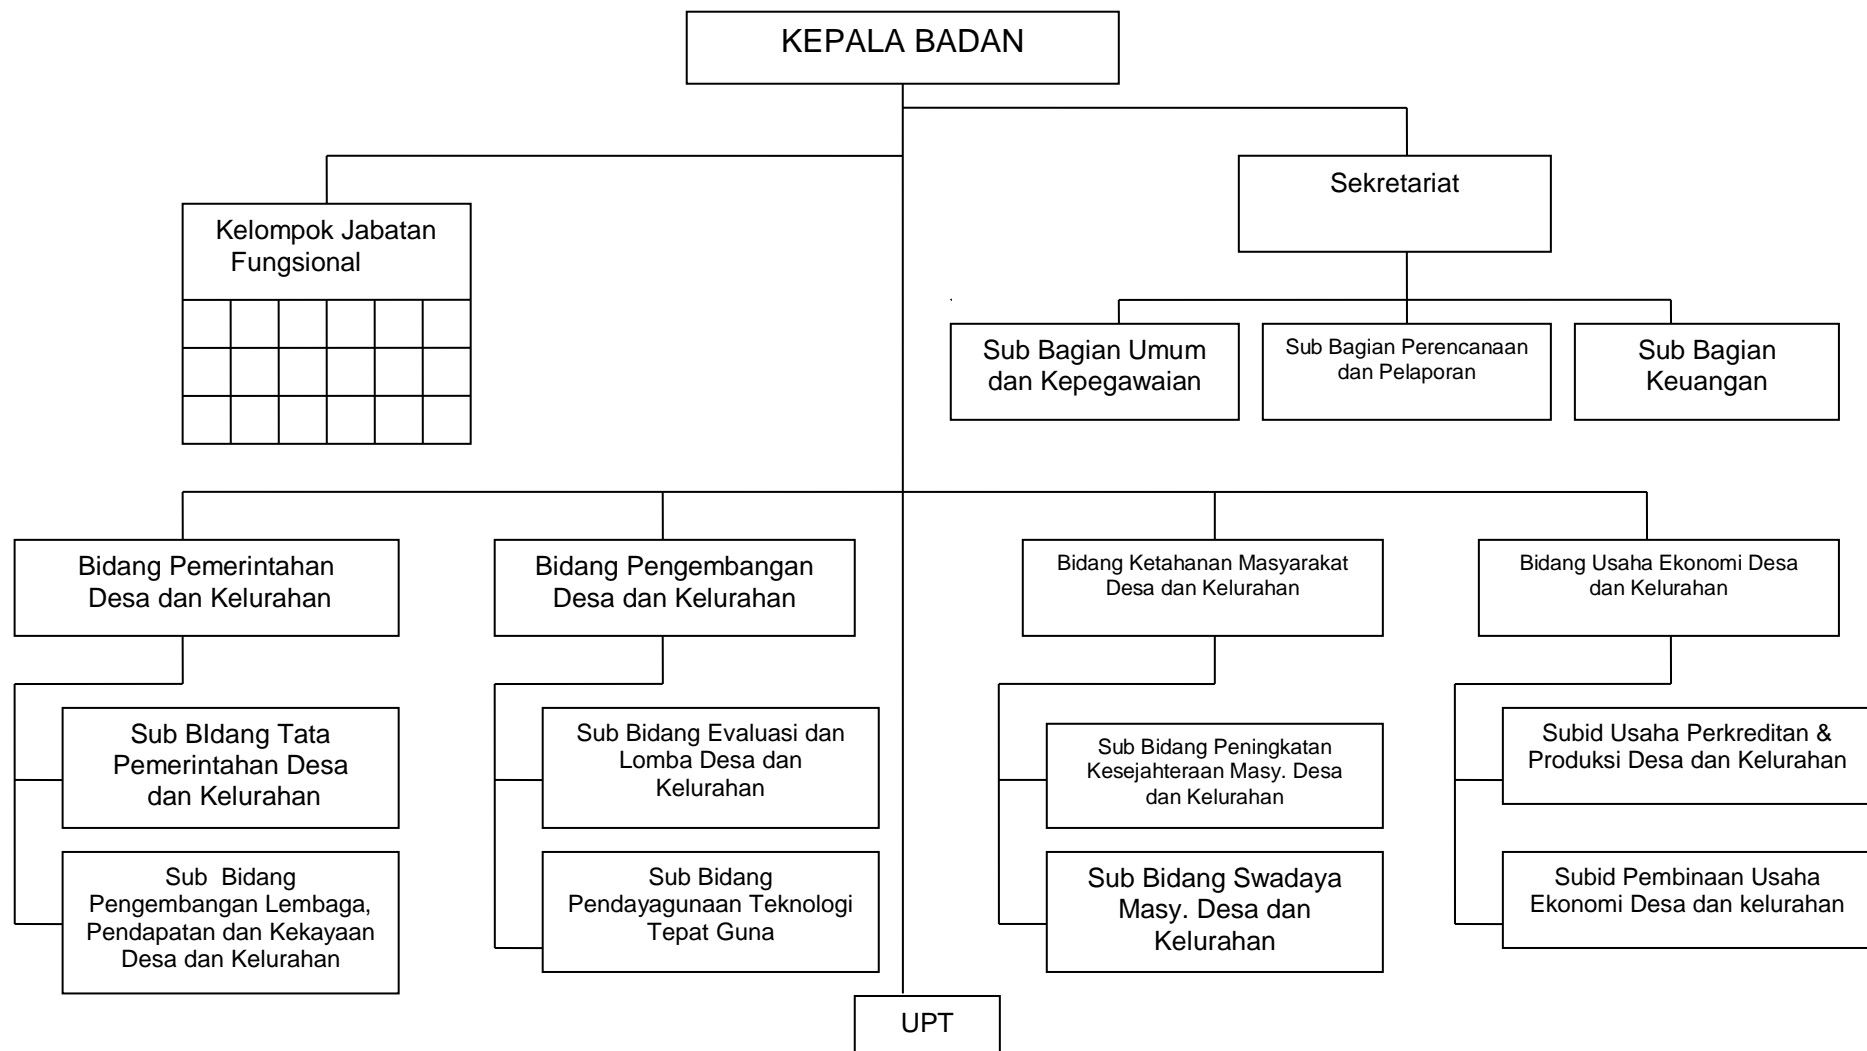 KEPALA BADAN
Sekretariat
Kelompok Jabatan
Fungsional
Sub Bagian Umum
dan Kepegawaian
Sub Bagian Perencanaan
dan Pelaporan
Sub Bagian
Keuangan
Bidang Pemerintahan
Desa dan Kelurahan
Bidang Pengembangan
Desa dan Kelurahan
Bidang Ketahanan Masyarakat
Desa dan Kelurahan
Bidang Usaha Ekonomi Desa
dan Kelurahan
Sub BIdang Tata
Pemerintahan Desa
dan Kelurahan
Sub Bidang Evaluasi dan
Lomba Desa dan
Kelurahan
Sub Bidang Peningkatan
Kesejahteraan Masy. Desa
dan Kelurahan
Subid Usaha Perkreditan &
Produksi Desa dan Kelurahan
Sub Bidang
Pengembangan Lembaga,
Pendapatan dan Kekayaan
Desa dan Kelurahan
Sub Bidang
Pendayagunaan Teknologi
Tepat Guna
Sub Bidang Swadaya
Masy. Desa dan
Kelurahan
Subid Pembinaan Usaha
Ekonomi Desa dan kelurahan
UPT